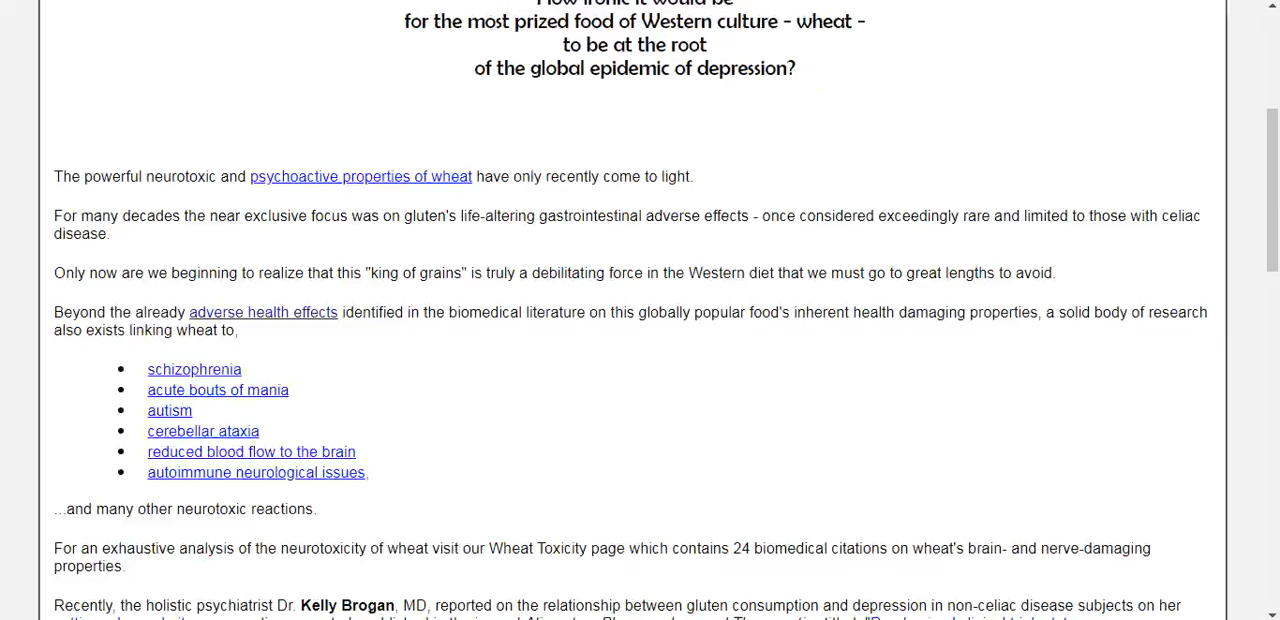 How ironic it would be
for the most prized food of Western culture - wheat -
to be at the root
of the global epidemic of depression?
The powerful neurotoxic and psychoactive properties of wheat have only recently come to light.
For many decades the near exclusive focus was on gluten's life-altering gastrointestinal adverse effects - once considered exceedingly rare and limited to those with celiac
disease.
Only now are we beginning to realize that this "king of grains" is truly a debilitating force in the Western diet that we must go to great lengths to avoid.
Beyond the already adverse health effects identified in the biomedical literature on this globally popular food's inherent health damaging properties, a solid body of research
also exists linking wheat to,
• schizophrenia
• acute bouts of mania
• autism
• cerebellar ataxia
• reduced blood flow to the brain
• autoimmune neurological issues,
...and many other neurotoxic reactions.
For an exhaustive analysis of the neurotoxicity of wheat visit our Wheat Toxicity page which contains 24 biomedical citations on wheat's brain- and nerve-damaging
properties.
Recently, the holistic psychiatrist Dr. Kelly Brogan, MD, reported on the relationship between gluten consumption and depression in non-celiac disease subjects on her